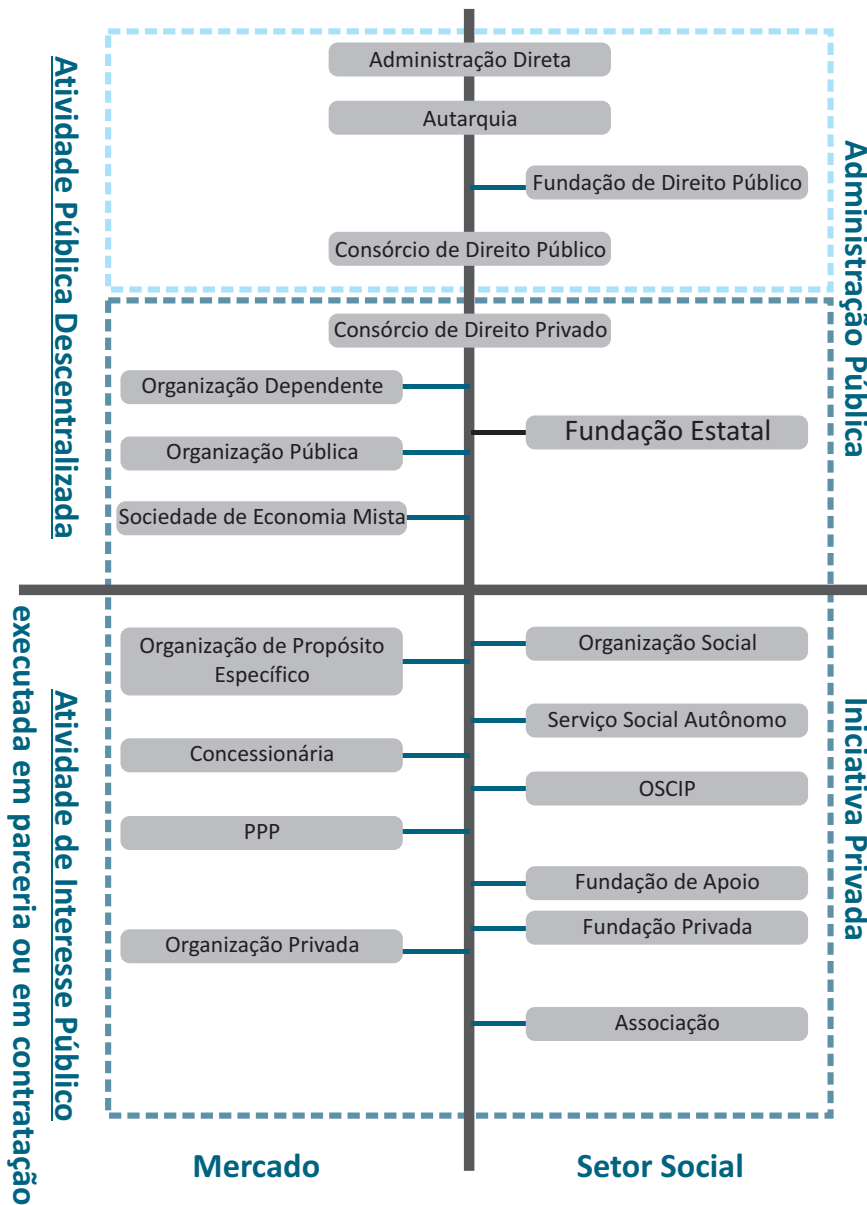 Atividade Pública Descentralizada
Administração Pública
Administração Direta
Autarquia
Fundação de Direito Público
Consórcio de Direito Público
Consórcio de Direito Privado
Organização Dependente
Fundação Estatal
Organização Pública
Sociedade de Economia Mista
Atividade de Interesse Público
executada em parceria ou em contratação
Iniciativa Privada
Organização de Propósito
Específico
Organização Social
Serviço Social Autônomo
Concessionária
OSCIP
PPP
Fundação de Apoio
Fundação Privada
Organização Privada
Associação
Mercado
Setor Social